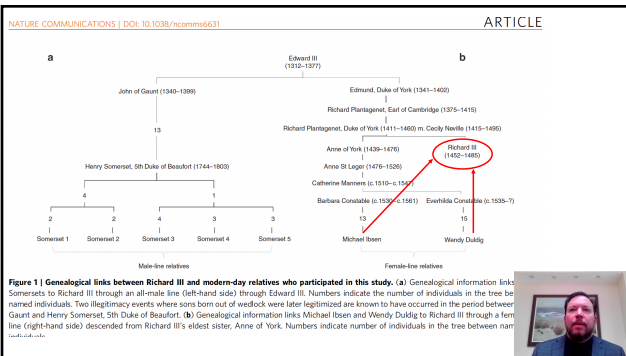 NATURE COMMUNICATIONS | DOI: 10.1038/ncomms6631
ARTICLE
a
b
Edward III
(1312–1377)
John of Gaunt (1340–1399)
Edmund, Duke of York (1341–1402)
Richard Plantagenet, Earl of Cambridge (1375–1415)
13
Richard Plantagenet, Duke of York (1411–1460) m. Cecily Neville (1415–1495)
Anne of York (1439–1476)
Richard III
(1452–1485)
Henry Somerset, 5th Duke of Beaufort (1744–1803)
Anne St Leger (1476–1526)
Catherine Manners (c.1510–c.1547)
4
1
Barbara Constable (c.1530–c.1561)
Everhilda Constable (c.1535–?)
2
2
4
3
3
13
15
Somerset 1
Somerset 2
Somerset 3
Somerset 4
Somerset 5
Michael Ibsen
Wendy Duldig
Male-line relatives
Female-line relatives
Figure 1 | Genealogical links between Richard III and modern-day relatives who participated in this study. (a) Genealogical information links
Somersets to Richard III through an all-male line (left-hand side) through Edward III. Numbers indicate the number of individuals in the tree be
named individuals. Two illegitimacy events where sons born out of wedlock were later legitimized are known to have occurred in the period between
Gaunt and Henry Somerset, 5th Duke of Beaufort. (b) Genealogical information links Michael Ibsen and Wendy Duldig to Richard III through a fem
line (right-hand side) descended from Richard III's eldest sister, Anne of York. Numbers indicate number of individuals in the tree between nam
individuals.